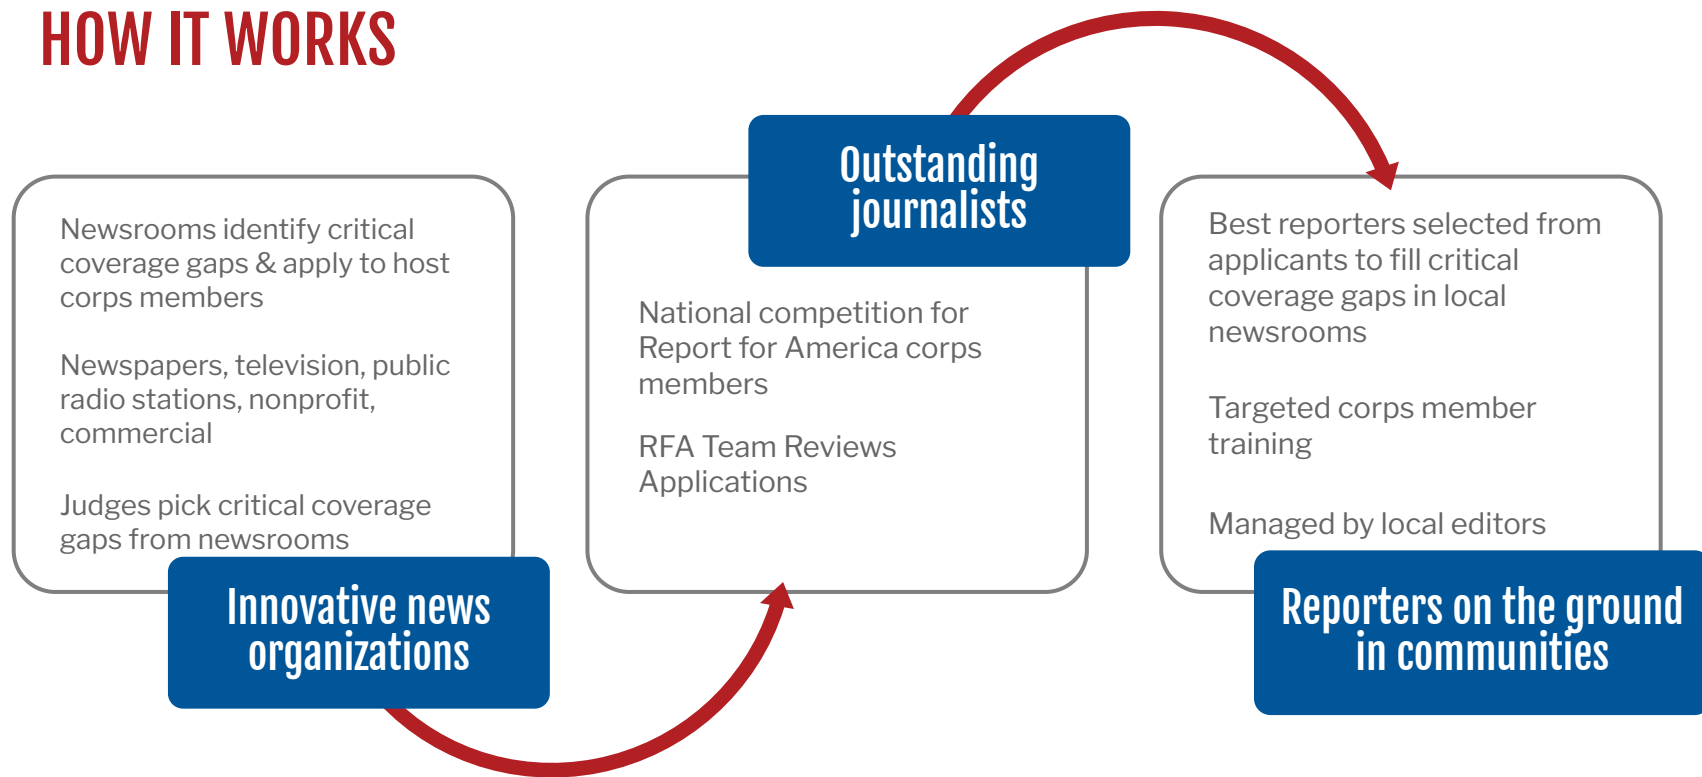 HOW IT WORKS
Newsrooms identify critical
coverage gaps & apply to host
corps members
Newspapers, television, public
radio stations, nonprofit,
commercial
Judges pick critical coverage
gaps from newsrooms
Innovative news
organizations
Outstanding
journalists
National competition for
Report for America corps
members
RFA Team Reviews
Applications
Best reporters selected from
applicants to fill critical
coverage gaps in local
newsrooms
Targeted corps member
training
Managed by local editors
Reporters on the ground
in communities